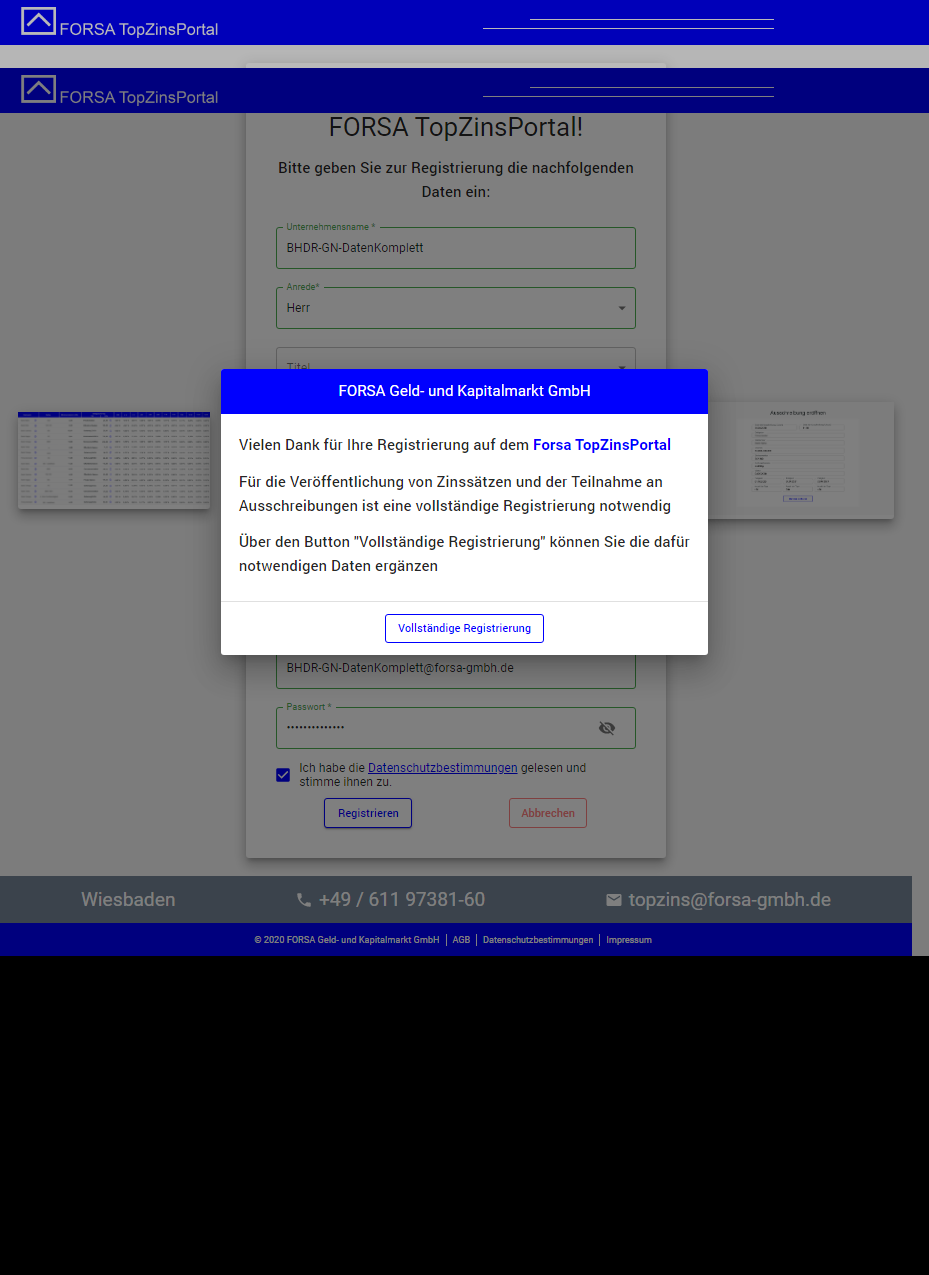 FORSA TopZinsPortal
FORSA TopZinsPortal
FORSA TopZinsPortal!
Bitte geben Sie zur Registrierung die nachfolgenden
Daten ein:
Unternehmensname *
BHDR-GN-DatenKomplett
Anrede*
Herr
Titel
FORSA Geld- und Kapitalmarkt GmbH
Vielen Dank für Ihre Registrierung auf dem Forsa TopZinsPortal
Für die Veröffentlichung von Zinssätzen und der Teilnahme an
Ausschreibungen ist eine vollständige Registrierung notwendig
Über den Button "Vollständige Registrierung" können Sie die dafür
notwendigen Daten ergänzen
Vollständige Registrierung
Ausschreibung eröffnen
BHDR-GN-DatenKomplett@forsa-gmbh.de
Passwort *
••••••••••••••
Ich habe die Datenschutzbestimmungen gelesen und
stimme ihnen zu.
Registrieren
Abbrechen
Wiesbaden
+49 / 611 97381-60
topzins@forsa-gmbh.de
© 2020 FORSA Geld- und Kapitalmarkt GmbH | AGB | Datenschutzbestimmungen | Impressum